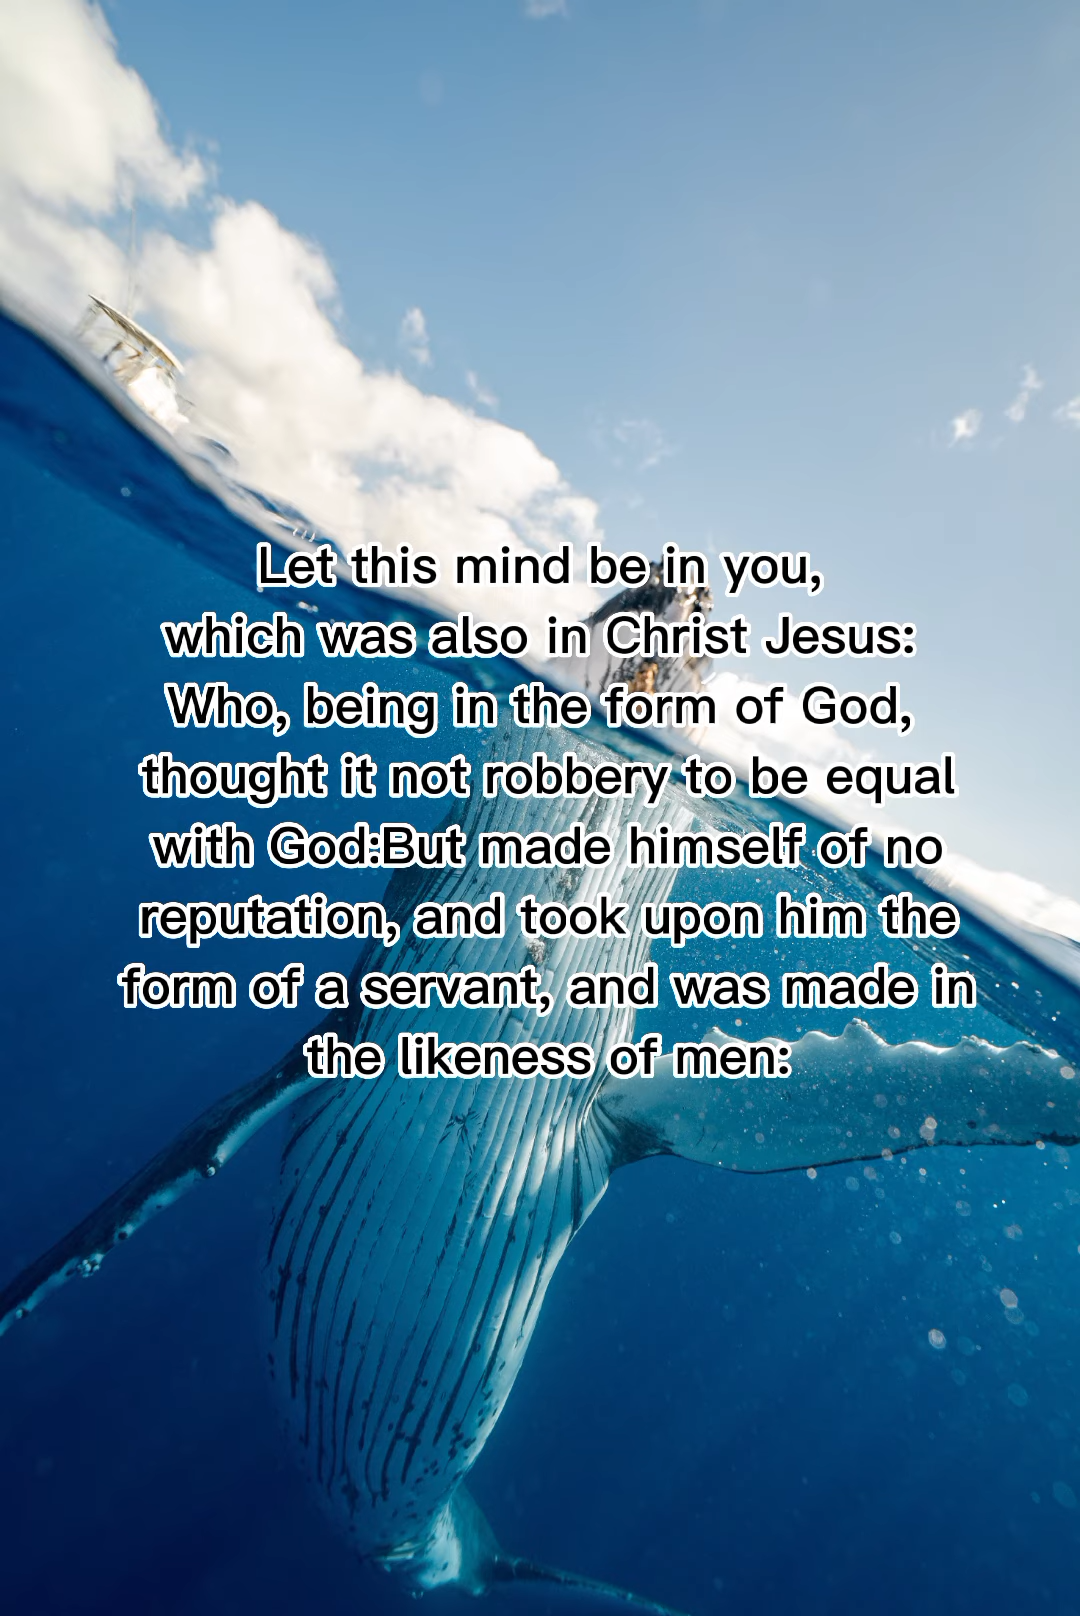 Let this mind be in you,
which was also in Christ Jesus:
Who, being in the form of God,
thought it not robbery to be equal
with God:But made himself of no
reputation, and took upon him the
form of a servant, and was made in
the likeness of men: